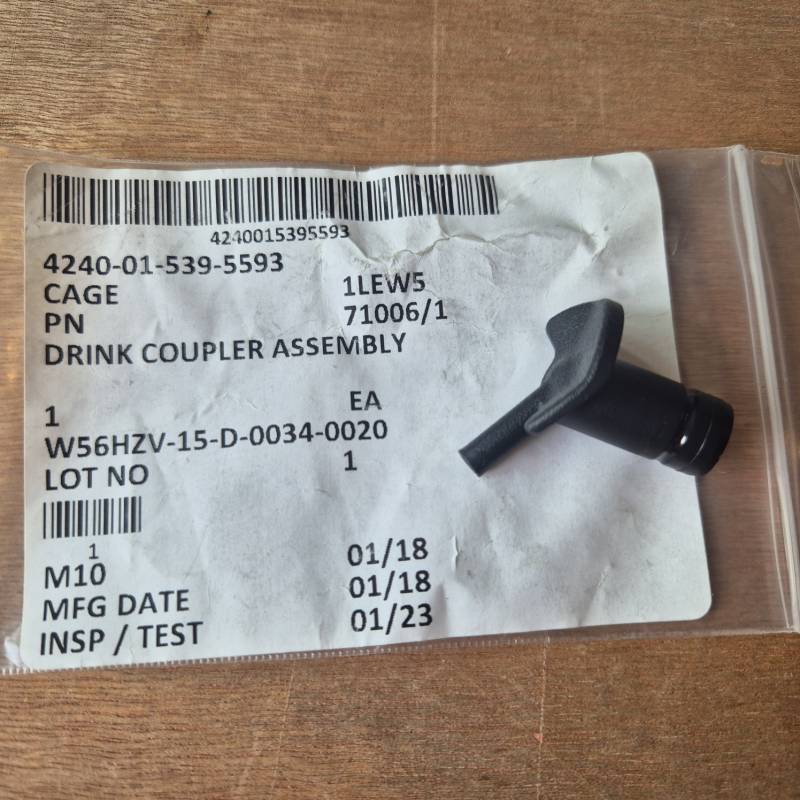 4240015395593
4240-01-539-5593
CAGE 1LEW5
PN 71006/1
DRINK COUPLER ASSEMBLY
1 EA
W56HZV-15-D-0034-0020
LOT NO 1
1
M10 01/18
MFG DATE 01/18
INSP / TEST 01/23